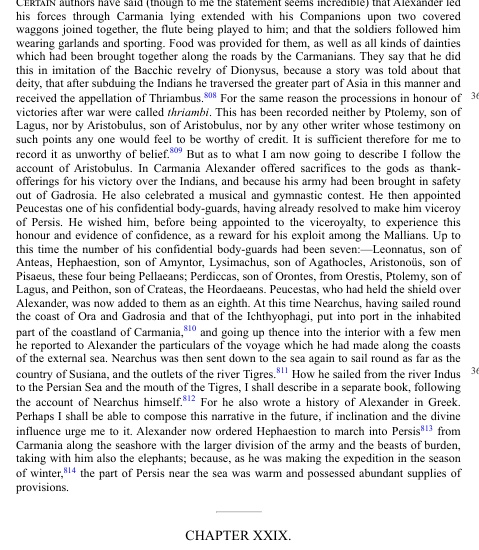 CERTAIN authors have said (though to me the statement seems incredible) that Alexander led
his forces through Carmania lying extended with his Companions upon two covered
waggons joined together, the flute being played to him; and that the soldiers followed him
wearing garlands and sporting. Food was provided for them, as well as all kinds of dainties
which had been brought together along the roads by the Carmanians. They say that he did
this in imitation of the Bacchic revelry of Dionysus, because a story was told about that
deity, that after subduing the Indians he traversed the greater part of Asia in this manner and
received the appellation of Thriambus.808 For the same reason the processions in honour of
victories after war were called thriambi. This has been recorded neither by Ptolemy, son of
Lagus, nor by Aristobulus, son of Aristobulus, nor by any other writer whose testimony on
such points any one would feel to be worthy of credit. It is sufficient therefore for me to
record it as unworthy of belief.809 But as to what I am now going to describe I follow the
account of Aristobulus. In Carmania Alexander offered sacrifices to the gods as thank-
offerings for his victory over the Indians, and because his army had been brought in safety
out of Gadrosia. He also celebrated a musical and gymnastic contest. He then appointed
Peucestas one of his confidential body-guards, having already resolved to make him viceroy
of Persis. He wished him, before being appointed to the viceroyalty, to experience this
honour and evidence of confidence, as a reward for his exploit among the Mallians. Up to
this time the number of his confidential body-guards had been seven:—Leonnatus, son of
Anteas, Hephaestion, son of Amyntor, Lysimachus, son of Agathocles, Aristonoüs, son of
Pisaeus, these four being Pellaeans; Perdiccas, son of Orontes, from Orestis, Ptolemy, son of
Lagus, and Peithon, son of Crateas, the Heordaeans. Peucestas, who had held the shield over
Alexander, was now added to them as an eighth. At this time Nearchus, having sailed round
the coast of Ora and Gadrosia and that of the Ichthyophagi, put into port in the inhabited
part of the coastland of Carmania,810 and going up thence into the interior with a few men
he reported to Alexander the particulars of the voyage which he had made along the coasts
of the external sea. Nearchus was then sent down to the sea again to sail round as far as the
country of Susiana, and the outlets of the river Tigres.811 How he sailed from the river Indus
to the Persian Sea and the mouth of the Tigres, I shall describe in a separate book, following
the account of Nearchus himself.812 For he also wrote a history of Alexander in Greek.
Perhaps I shall be able to compose this narrative in the future, if inclination and the divine
influence urge me to it. Alexander now ordered Hephaestion to march into Persis813 from
Carmania along the seashore with the larger division of the army and the beasts of burden,
taking with him also the elephants; because, as he was making the expedition in the season
of winter,814 the part of Persis near the sea was warm and possessed abundant supplies of
provisions.
CHAPTER XXIX.